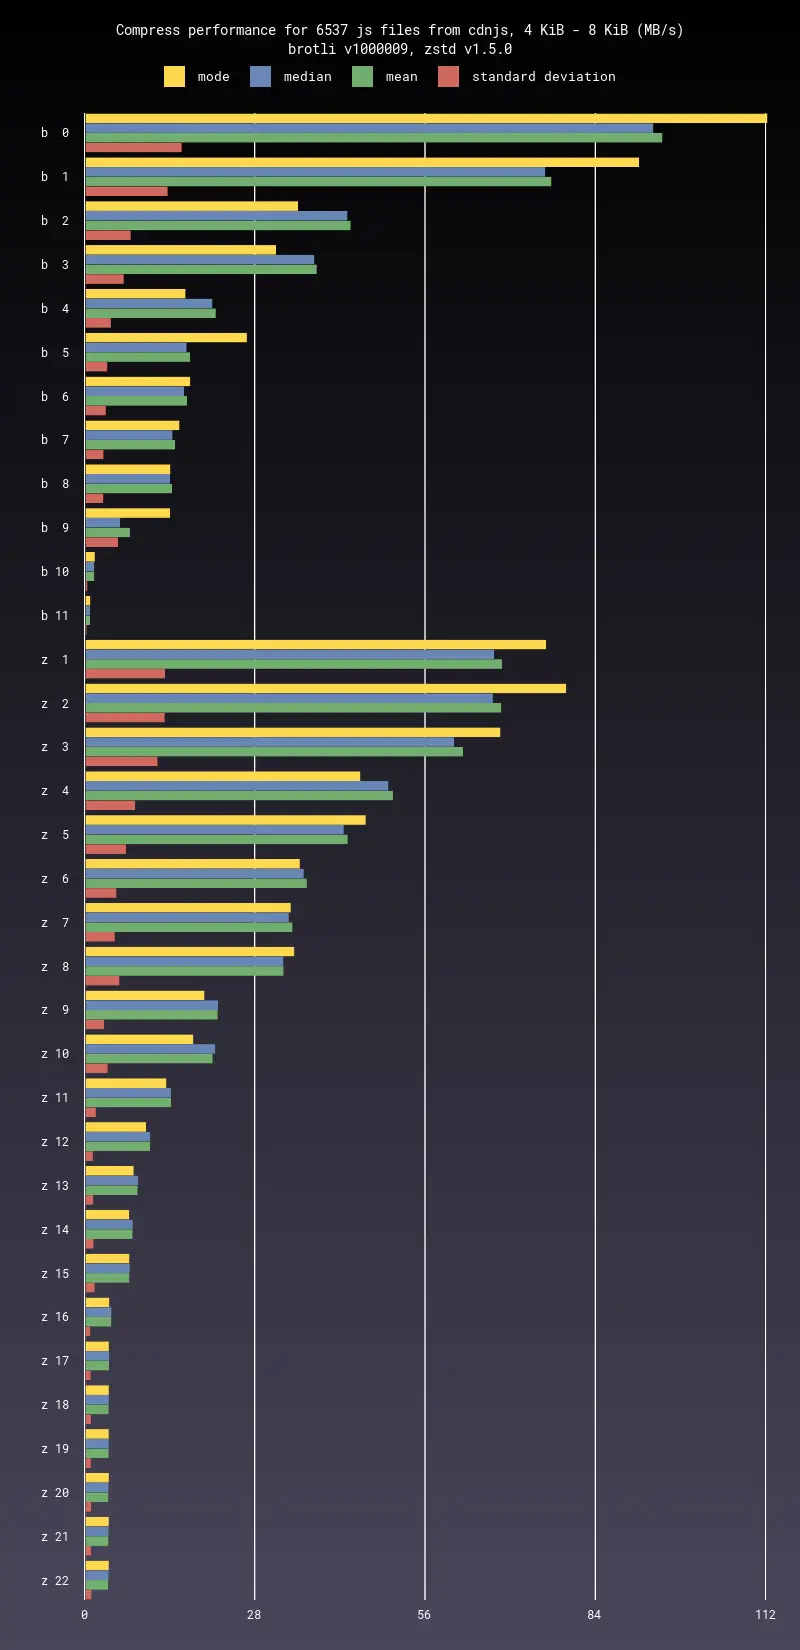 Compress performance for 6537 js files from cdnjs, 4 KiB - 8 KiB (MB/s)
brotli v1000009, zstd v1.5.0
mode median mean standard deviation
b 0
b 1
b 2
b 3
b 4
b 5
b 6
b 7
b 8
b 9
b 10
b 11
z 1
z 2
z 3
z 4
z 5
z 6
z 7
z 8
z 9
z 10
z 11
z 12
z 13
z 14
z 15
z 16
z 17
z 18
z 19
z 20
z 21
z 22
0 28 56 84 112